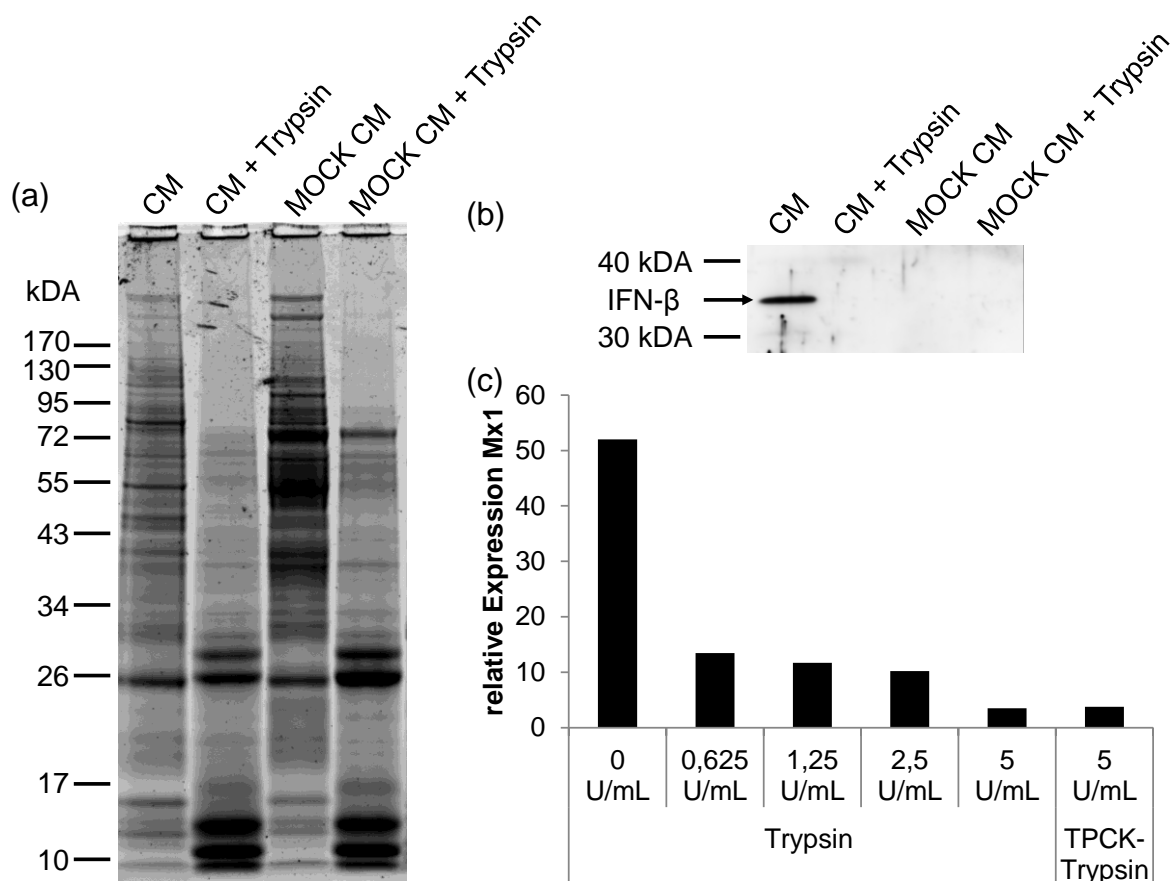 (a)
CM
CM + Trypsin
MOCK CM
MOCK CM + Trypsin
kDA
170
130
95
72
55
43
34
26
17
10
(b)
CM
CM + Trypsin
MOCK CM
MOCK CM + Trypsin
40 kDA
IFN-β
30 kDA
(c)
relative Expression Mx1
60
50
40
30
20
10
0
0 0,625 1,25 2,5 5 5
U/mL U/mL U/mL U/mL U/mL U/mL
Trypsin TPCK-
Trypsin